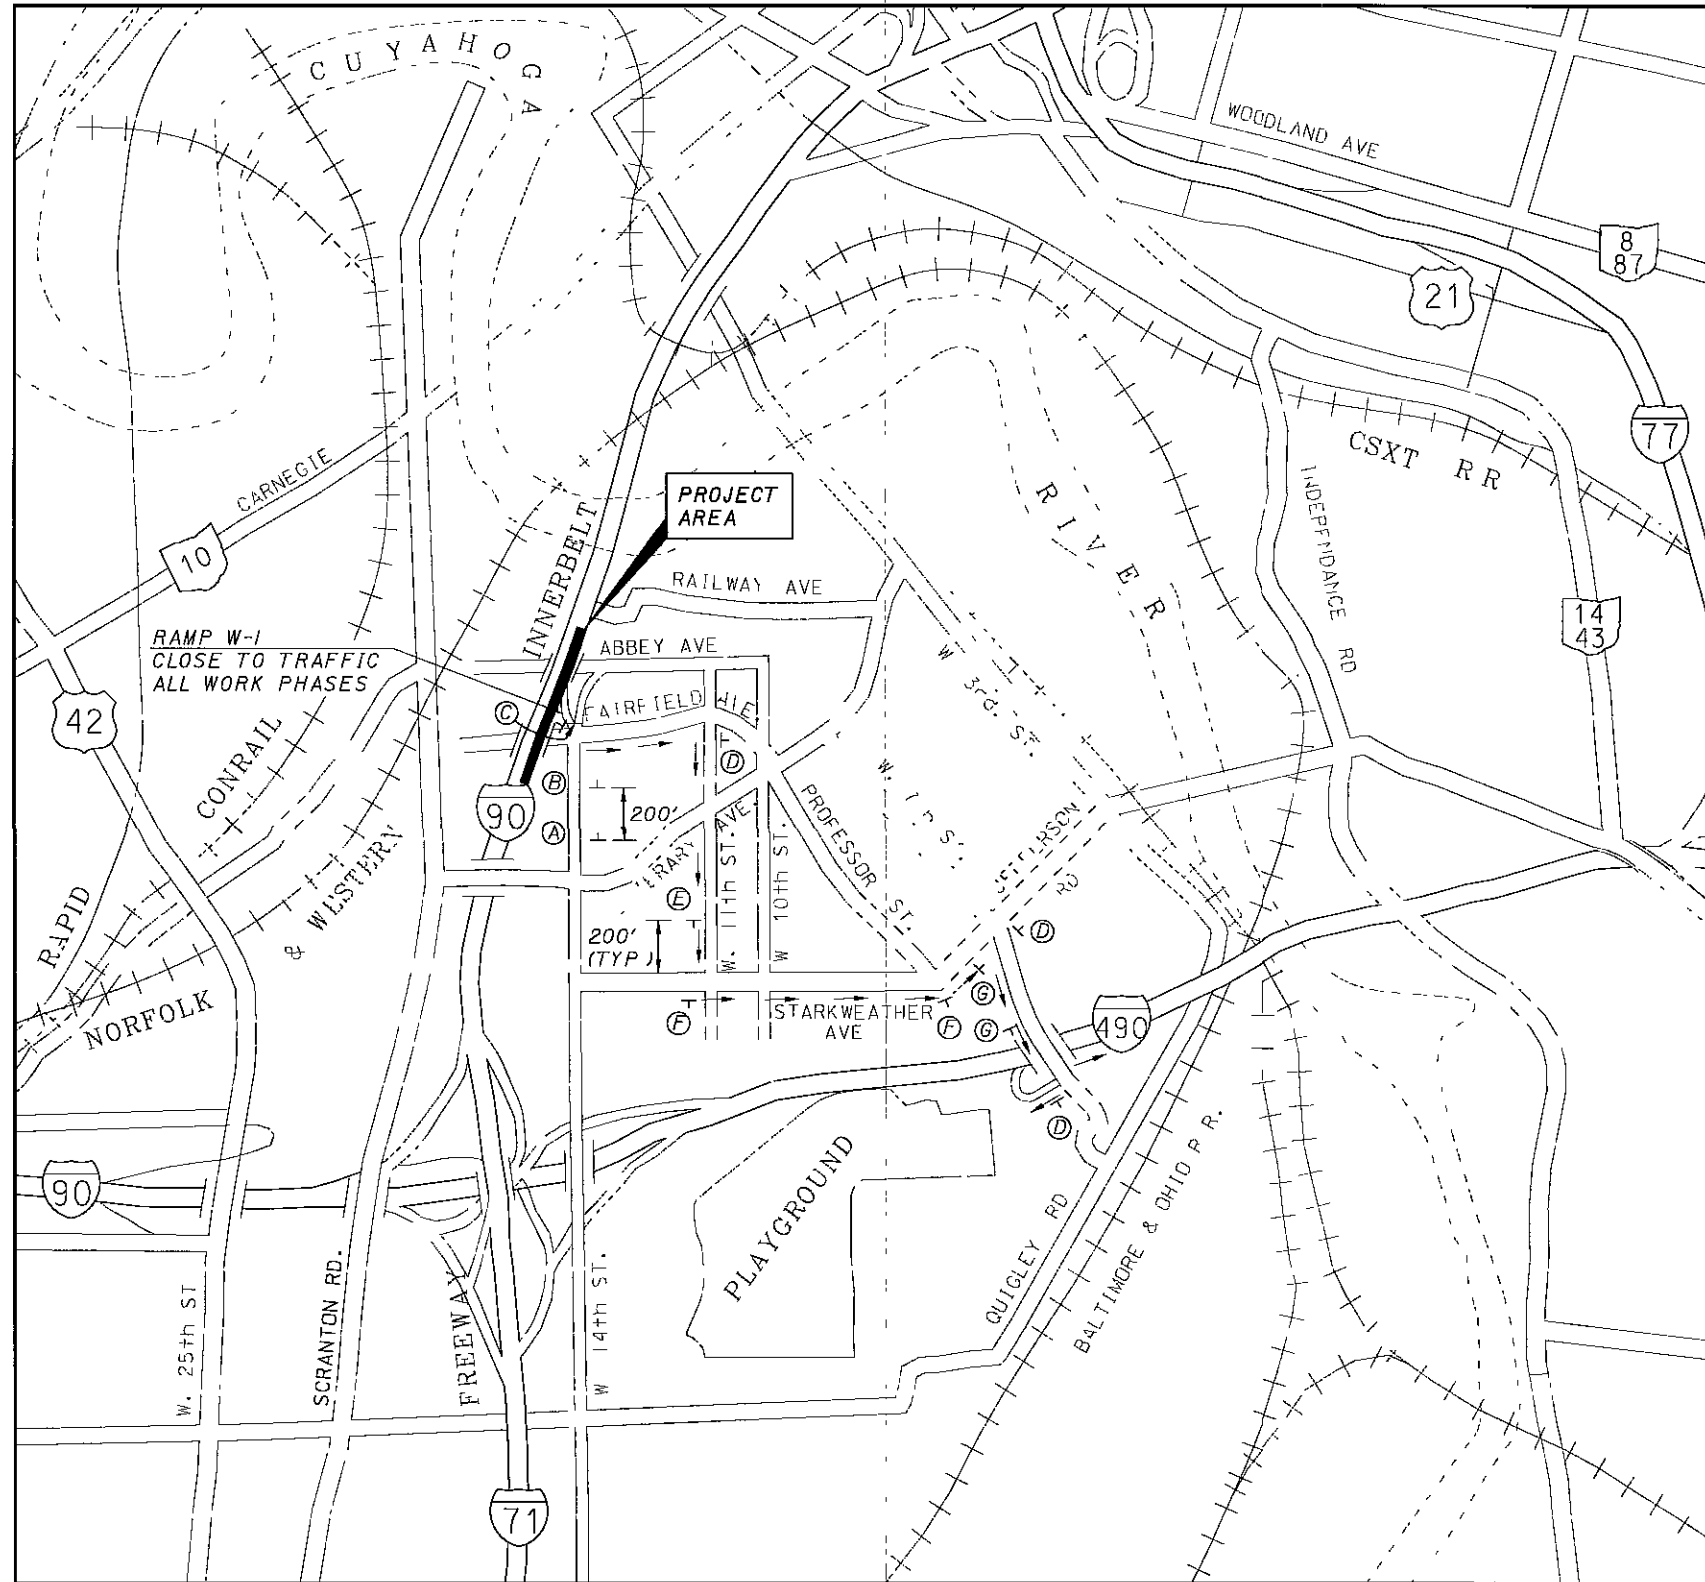 CUYAHOGA
WOODLAND AVE
8
87
21
77
CSXT RR
CARNEGIE
10
INNERBELT
PROJECT
AREA
RIVER
INDEPENDANCE RD
RAILWAY AVE
14
43
RAMP W-1
CLOSE TO TRAFFIC
ALL WORK PHASES
ABBEY AVE
W 3rd. ST.
42
C
FAIRFIELD
D
CONRAIL
B
90
200'
A
AVE.
PROFESSOR ST.
RD
& WESTERN
E
W. 11th ST.
W 10th ST.
D
RAPID
200'
(TYP.)
NORFOLK
G
F
STARKWEATHER
AVE
F
G
490
D
90
PLAYGROUND
QUIGLEY RD
BALTIMORE & OHIO R.R.
W. 25th ST
SCRANTON RD.
FREEWAY
W 14th ST.
71